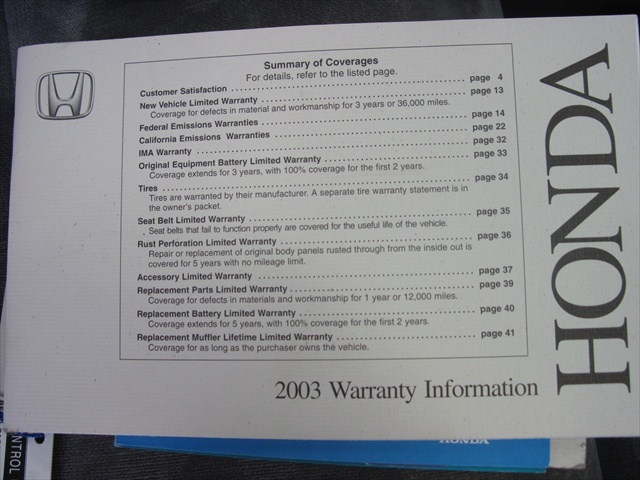 Summary of Coverages
For details, refer to the listed page.
Customer Satisfaction page 4
New Vehicle Limited Warranty page 13
Coverage for defects in material and workmanship for 3 years or 36,000 miles.
Federal Emissions Warranties page 14
California Emissions Warranties page 22
IMA Warranty page 32
Original Equipment Battery Limited Warranty page 33
Coverage extends for 3 years, with 100% coverage for the first 2 years.
Tires page 34
Tires are warranted by their manufacturer. A separate tire warranty statement is in
the owner's packet.
Seat Belt Limited Warranty page 35
Seat belts that fail to function properly are covered for the useful life of the vehicle.
Rust Perforation Limited Warranty page 36
Repair or replacement of original body panels rusted through from the inside out is
covered for 5 years with no mileage limit.
Accessory Limited Warranty page 37
Replacement Parts Limited Warranty page 39
Coverage for defects in materials and workmanship for 1 year or 12,000 miles.
Replacement Battery Limited Warranty page 40
Coverage extends for 5 years, with 100% coverage for the first 2 years.
Replacement Muffler Lifetime Limited Warranty page 41
Coverage for as long as the purchaser owns the vehicle.
2003 Warranty Information
HONDA
HONDA
NTROL